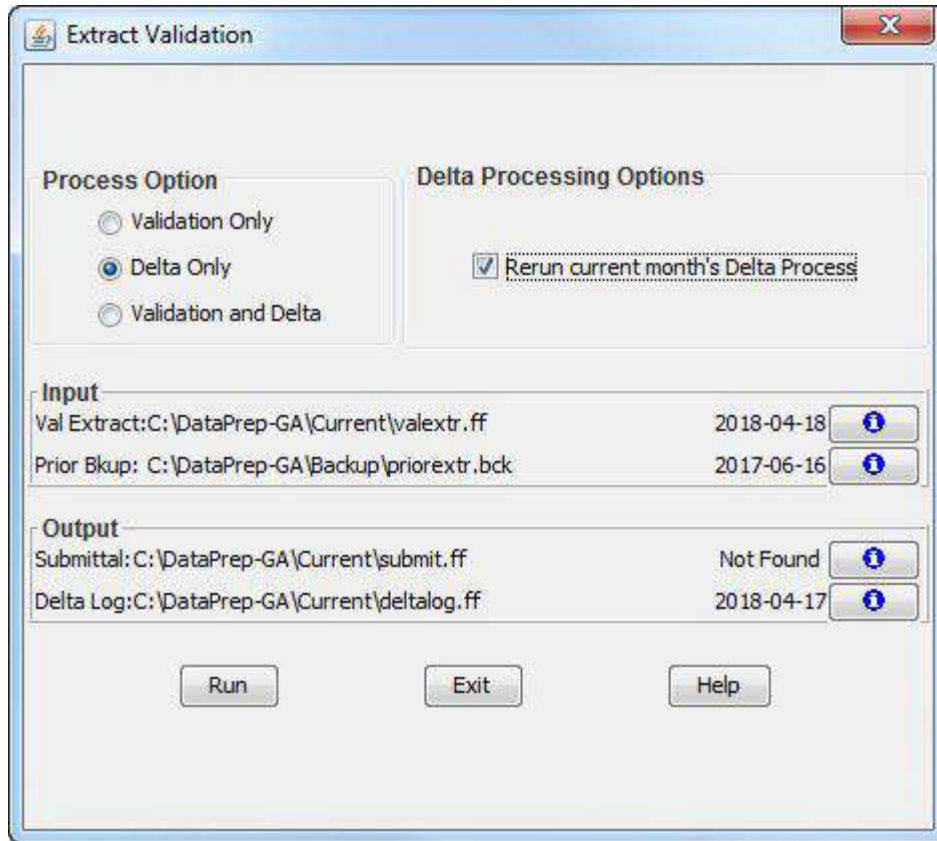 Extract Validation
Process Option
Validation Only
Delta Only
Validation and Delta
Delta Processing Options
Rerun current month's Delta Process
Input
Val Extract:C:\DataPrep-GA\Current\valextr.ff 2018-04-18
Prior Bkup: C:\DataPrep-GA\Backup\priorextr.bck 2017-06-16
Output
Submittal:C:\DataPrep-GA\Current\submit.ff Not Found
Delta Log:C:\DataPrep-GA\Current\deltalog.ff 2018-04-17
Run Exit Help